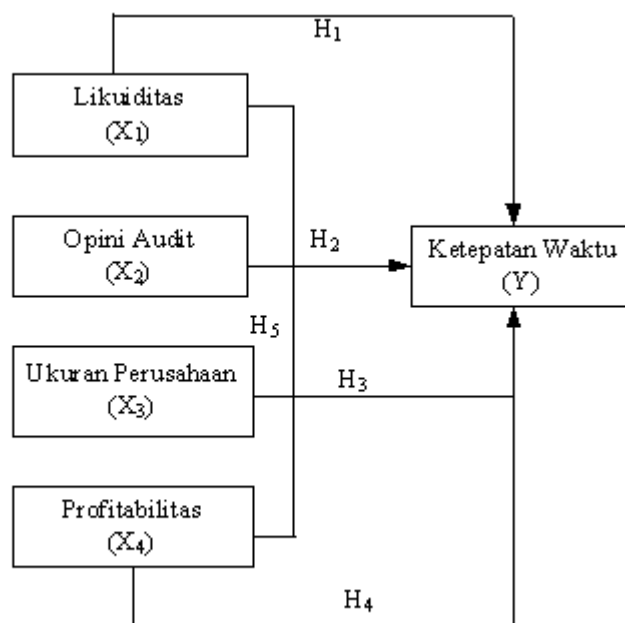 H₁
Likuiditas
(X₁)
Opini Audit
(X₂)
H₂
Ketepatan Waktu
(Y)
H₅
Ukuran Perusahaan
(X₃)
H₃
Profitabilitas
(X₄)
H₄